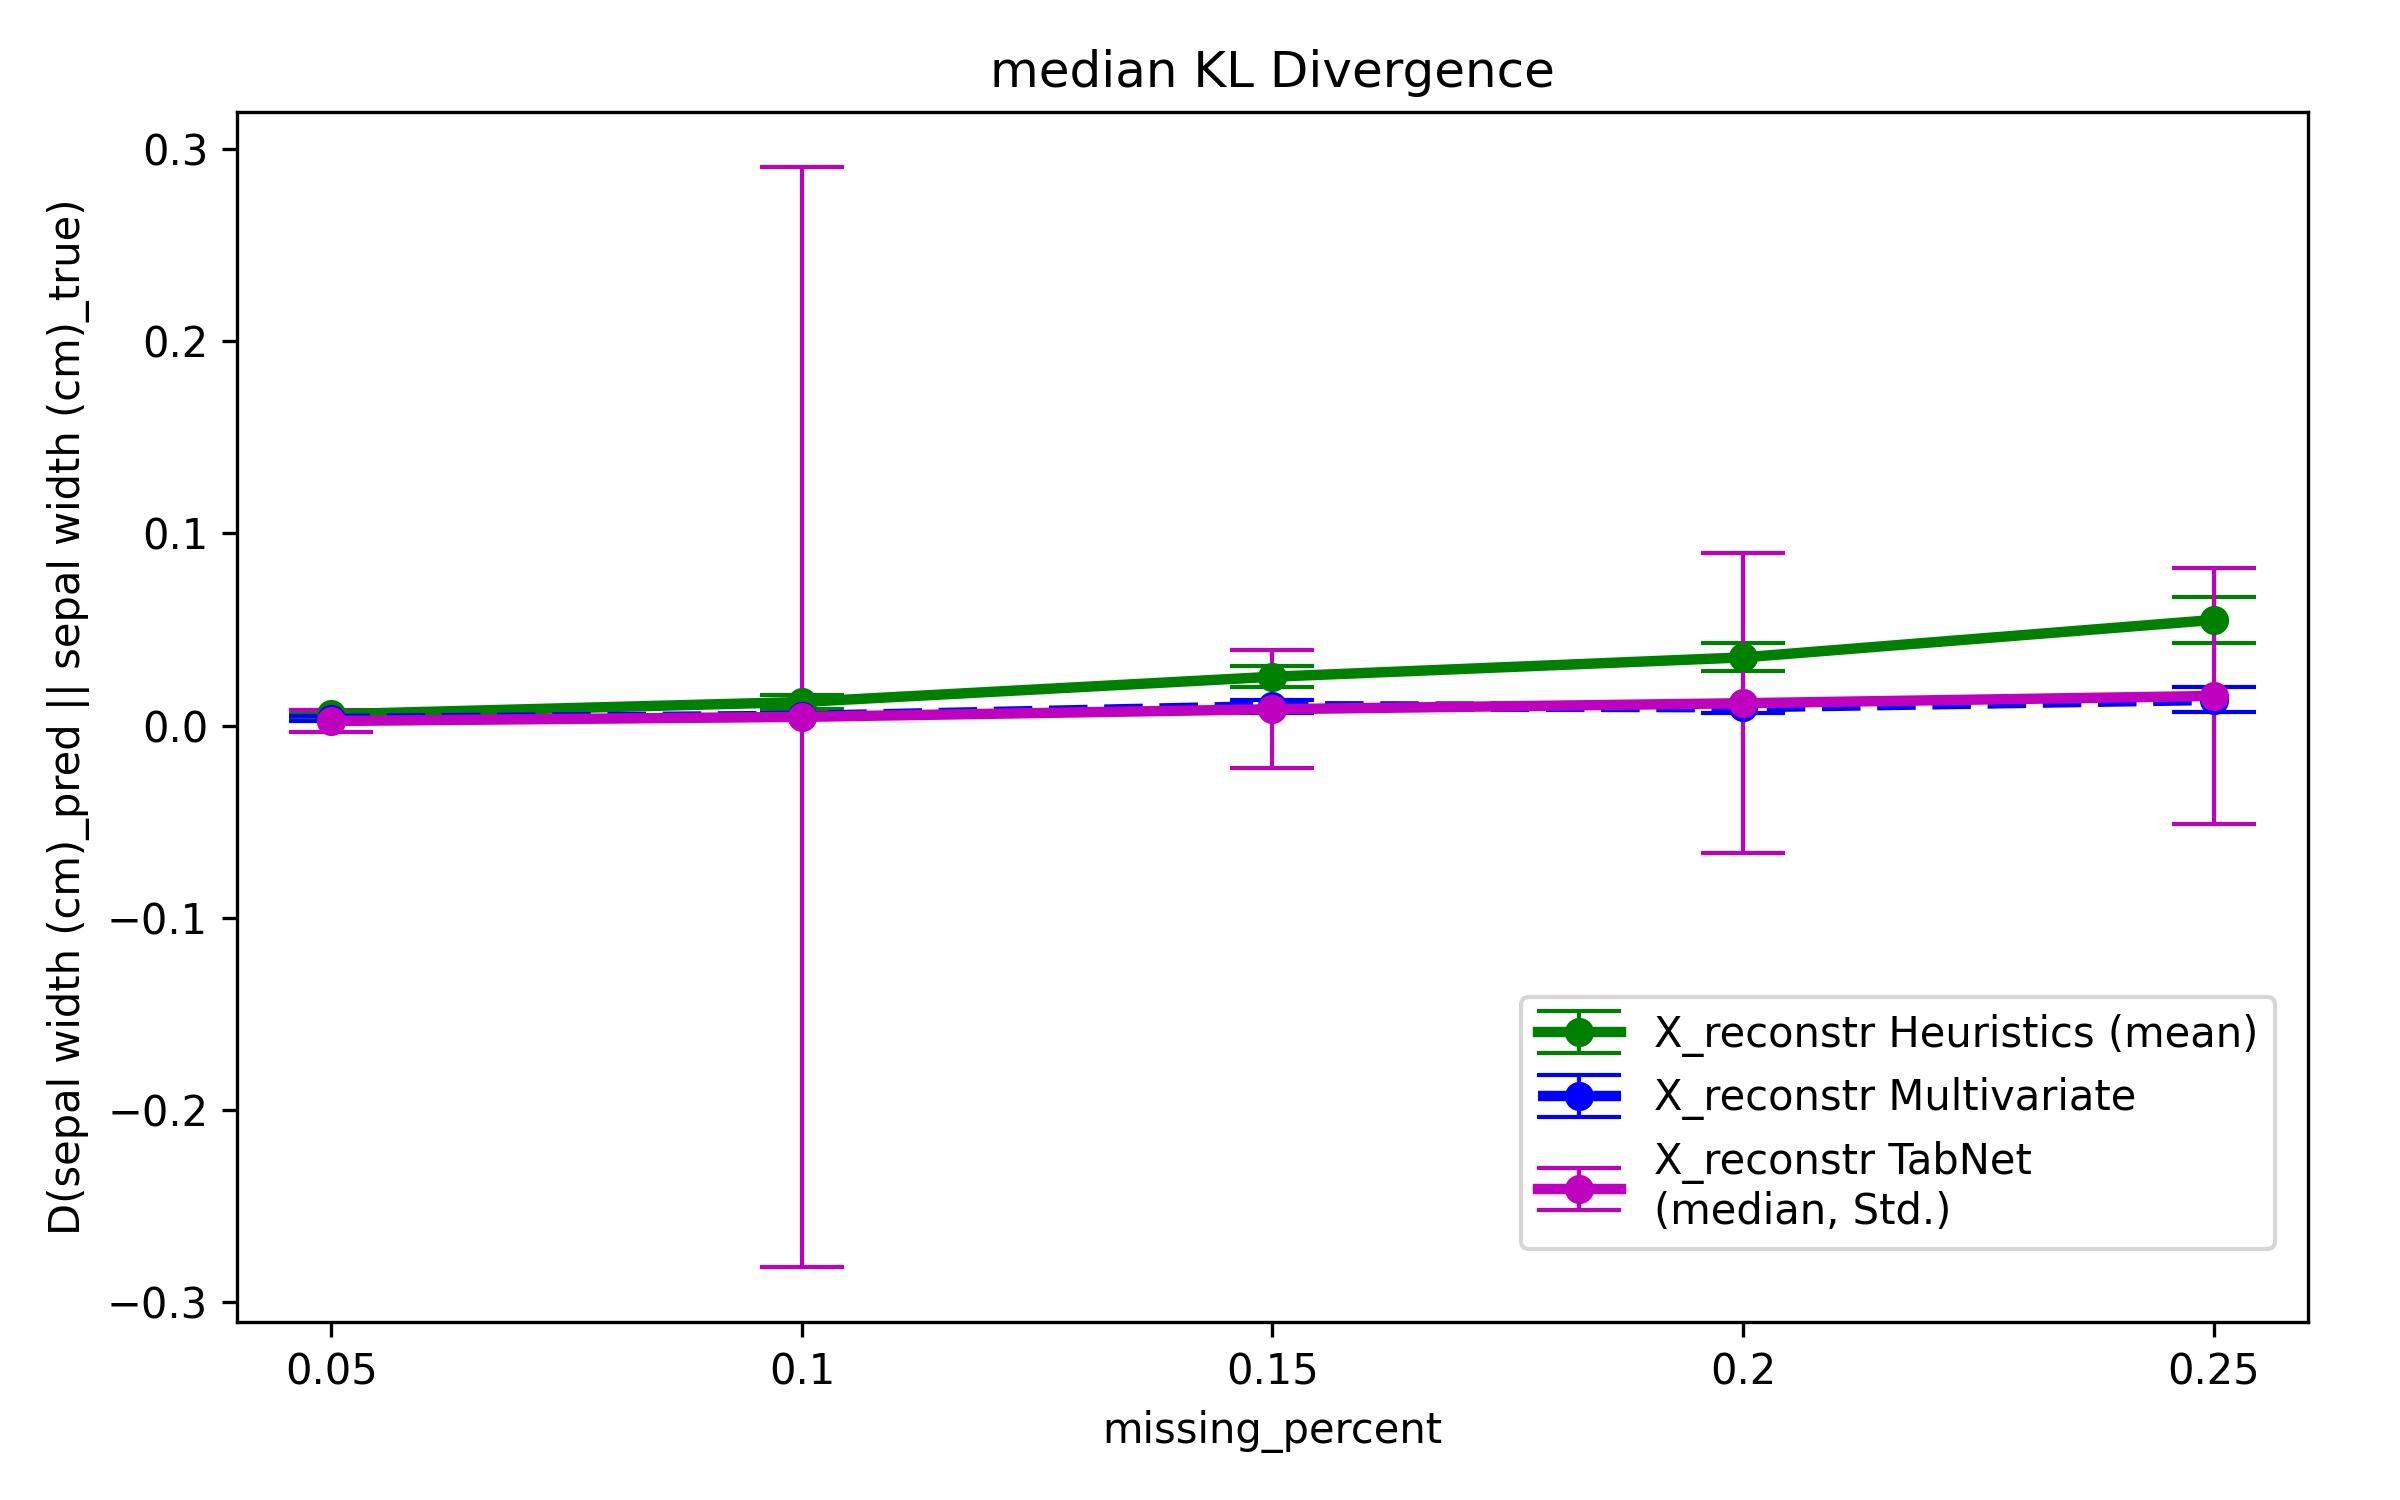 median KL Divergence
D(sepal width (cm)_pred || sepal width (cm)_true)
0.3
0.2
0.1
0.0
−0.1
−0.2
−0.3
X_reconstr Heuristics (mean)
X_reconstr Multivariate
X_reconstr TabNet
(median, Std.)
0.05 0.1 0.15 0.2 0.25
missing_percent